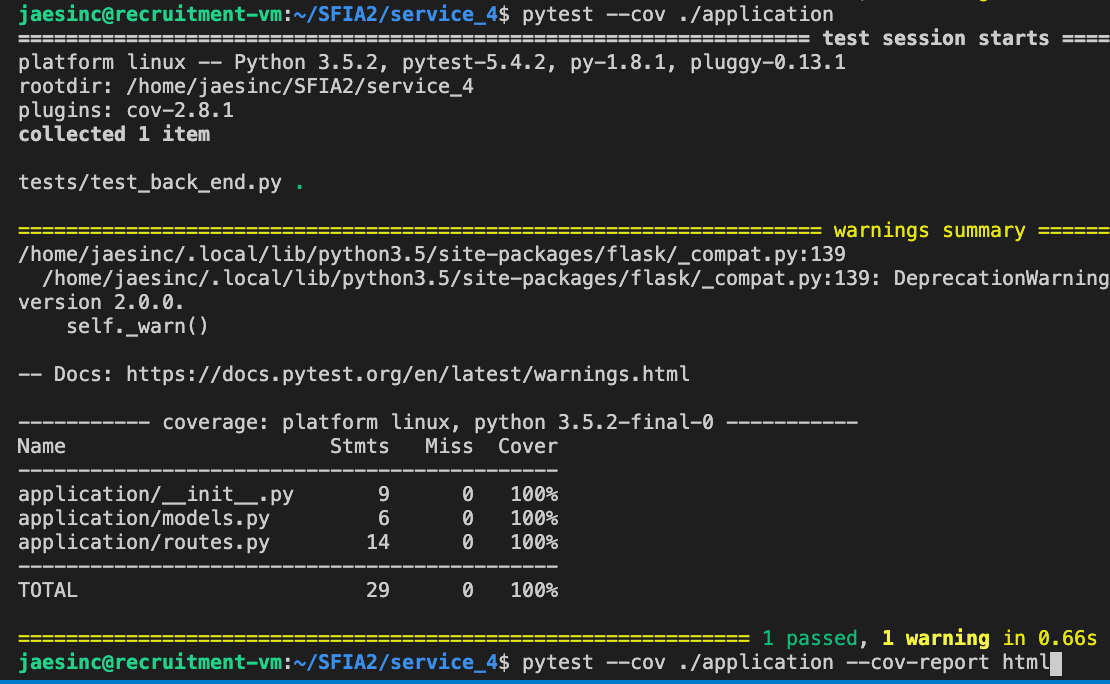 jaesinc@recruitment-vm:~/SFIA2/service_4$ pytest --cov ./application
================================================================== test session starts ====
platform linux -- Python 3.5.2, pytest-5.4.2, py-1.8.1, pluggy-0.13.1
rootdir: /home/jaesinc/SFIA2/service_4
plugins: cov-2.8.1
collected 1 item
tests/test_back_end.py .
=================================================================== warnings summary ======
/home/jaesinc/.local/lib/python3.5/site-packages/flask/_compat.py:139
/home/jaesinc/.local/lib/python3.5/site-packages/flask/_compat.py:139: DeprecationWarning
version 2.0.0.
self._warn()
-- Docs: https://docs.pytest.org/en/latest/warnings.html
----------- coverage: platform linux, python 3.5.2-final-0 -----------
Name Stmts Miss Cover
---------------------------------------------
application/__init__.py 9 0 100%
application/models.py 6 0 100%
application/routes.py 14 0 100%
---------------------------------------------
TOTAL 29 0 100%
============================================================= 1 passed, 1 warning in 0.66s
jaesinc@recruitment-vm:~/SFIA2/service_4$ pytest --cov ./application --cov-report html